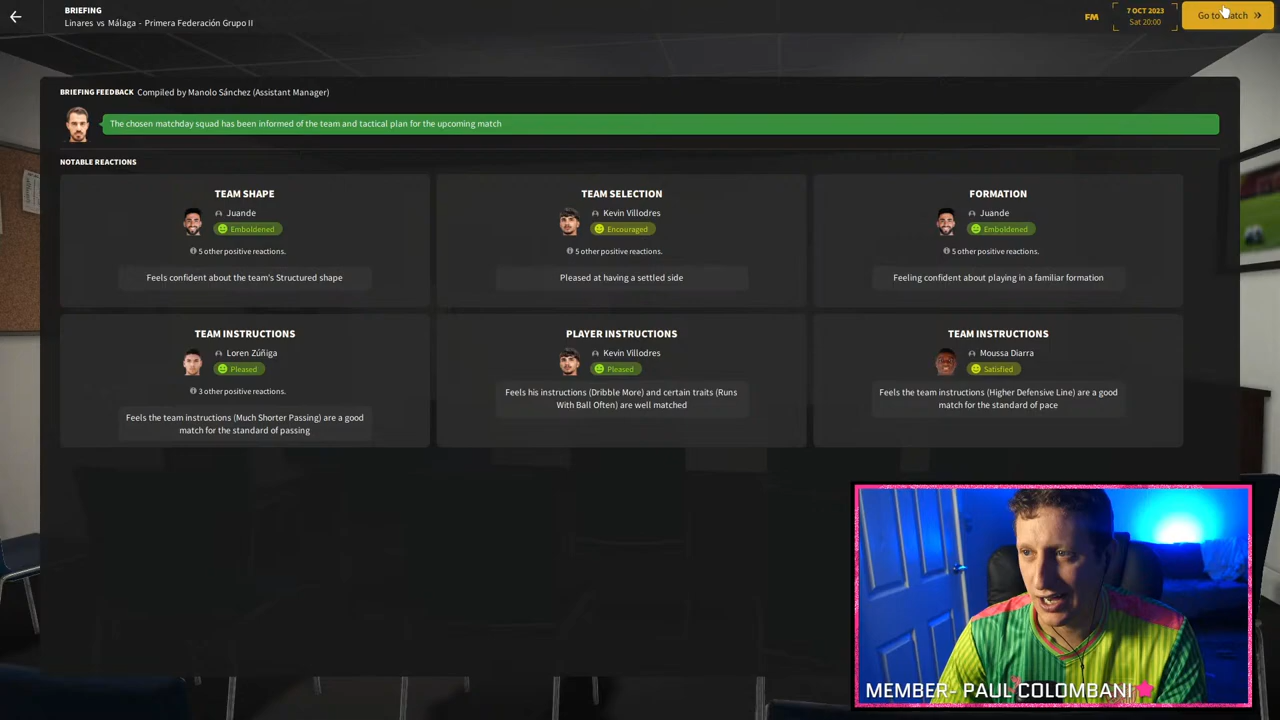 BRIEFING
Linares vs Málaga - Primera Federación Grupo II
FM
7 OCT 2023
Sat 20:00
Go to Match
BRIEFING FEEDBACK Compiled by Manolo Sánchez (Assistant Manager)
The chosen matchday squad has been informed of the team and tactical plan for the upcoming match
NOTABLE REACTIONS
TEAM SHAPE
Juande
Emboldened
5 other positive reactions.
Feels confident about the team's Structured shape
TEAM SELECTION
Kevin Villodres
Encouraged
5 other positive reactions.
Pleased at having a settled side
FORMATION
Juande
Emboldened
5 other positive reactions.
Feeling confident about playing in a familiar formation
TEAM INSTRUCTIONS
Loren Zúñiga
Pleased
3 other positive reactions.
Feels the team instructions (Much Shorter Passing) are a good
match for the standard of passing
PLAYER INSTRUCTIONS
Kevin Villodres
Pleased
Feels his instructions (Dribble More) and certain traits (Runs
With Ball Often) are well matched
TEAM INSTRUCTIONS
Moussa Diarra
Satisfied
Feels the team instructions (Higher Defensive Line) are a good
match for the standard of pace
MEMBER- PAUL COLOMBANI